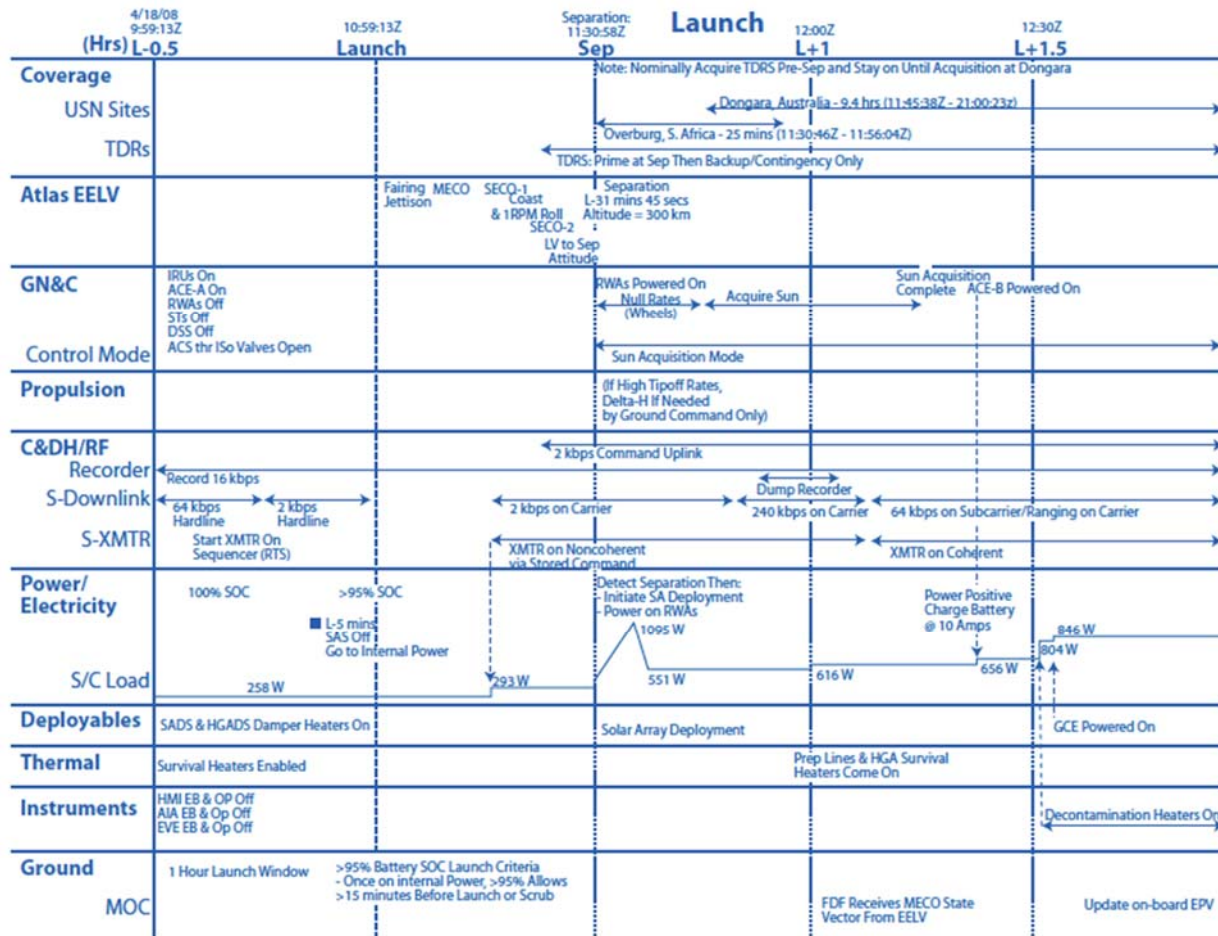 4/18/08
9:59:13Z
(Hrs) L-0.5
10:59:13Z
Launch
Separation:
11:30:58Z
Sep
Launch
12:00Z
L+1
12:30Z
L+1.5
Coverage
Note: Nominally Acquire TDRS Pre-Sep and Stay on Until Acquisition at Dongara
USN Sites
Dongara, Australia - 9.4 hrs (11:45:38Z - 21:00:23z)
Overburg, S. Africa - 25 mins (11:30:46Z - 11:56:04Z)
TDRs
TDRS: Prime at Sep Then Backup/Contingency Only
Atlas EELV
Fairing
Jettison
MECO
SECO-1
Coast
& 1RPM Roll
SECO-2
LV to Sep
Attitude
Separation
L-31 mins 45 secs
Altitude = 300 km
GN&C
IRUs On
ACE-A On
RWAs Off
STs Off
DSS Off
ACS thr ISo Valves Open
RWAs Powered On
Null Rates
(Wheels)
Acquire Sun
Sun Acquisition
Complete
ACE-B Powered On
Control Mode
Sun Acquisition Mode
Propulsion
(If High Tipoff Rates,
Delta-H If Needed
by Ground Command Only)
C&DH/RF
2 kbps Command Uplink
Recorder
Record 16 kbps
S-Downlink
64 kbps
Hardline
2 kbps
Hardline
2 kbps on Carrier
Dump Recorder
240 kbps on Carrier
64 kbps on Subcarrier/Ranging on Carrier
S-XMTR
Start XMTR On
Sequencer (RTS)
XMTR on Noncoherent
via Stored Command
XMTR on Coherent
Power/
Electricity
100% SOC
>95% SOC
L-5 mins
SAS Off
Go to Internal Power
Detect Separation Then:
- Initiate SA Deployment
- Power on RWAs
1095 W
Power Positive
Charge Battery
@ 10 Amps
846 W
804 W
S/C Load
258 W
293 W
551 W
616 W
656 W
Deployables
SADS & HGADS Damper Heaters On
Solar Array Deployment
GCE Powered On
Thermal
Survival Heaters Enabled
Prep Lines & HGA Survival
Heaters Come On
Instruments
HMI EB & OP Off
AIA EB & Op Off
EVE EB & Op Off
Decontamination Heaters On
Ground
1 Hour Launch Window
>95% Battery SOC Launch Criteria
- Once on internal Power, >95% Allows
>15 minutes Before Launch or Scrub
MOC
FDF Receives MECO State
Vector From EELV
Update on-board EPV